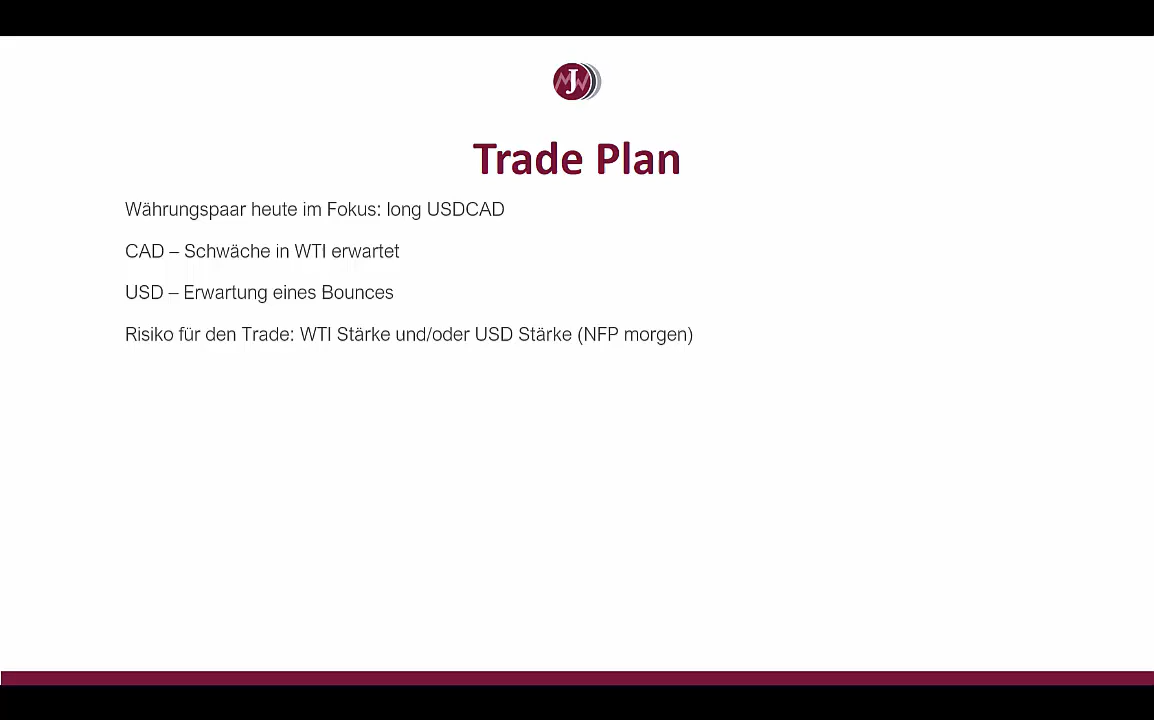 J
Trade Plan
Währungspaar heute im Fokus: long USDCAD
CAD – Schwäche in WTI erwartet
USD – Erwartung eines Bounces
Risiko für den Trade: WTI Stärke und/oder USD Stärke (NFP morgen)